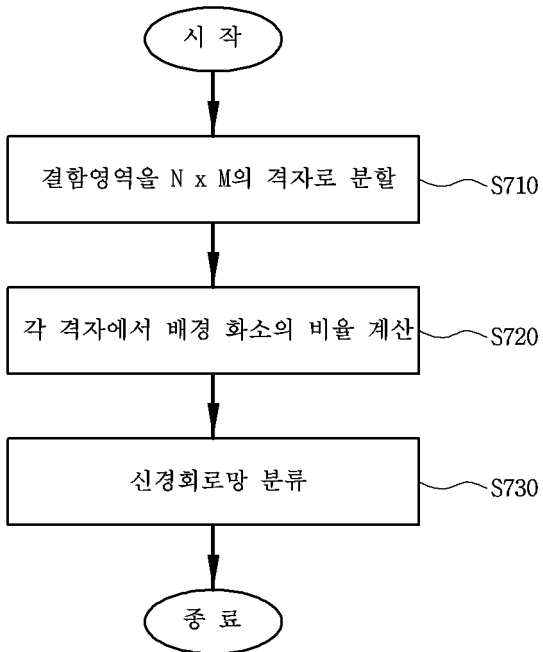 시 작
결함영역을 N x M의 격자로 분할
S710
각 격자에서 배경 화소의 비율 계산
S720
신경회로망 분류
S730
종 료